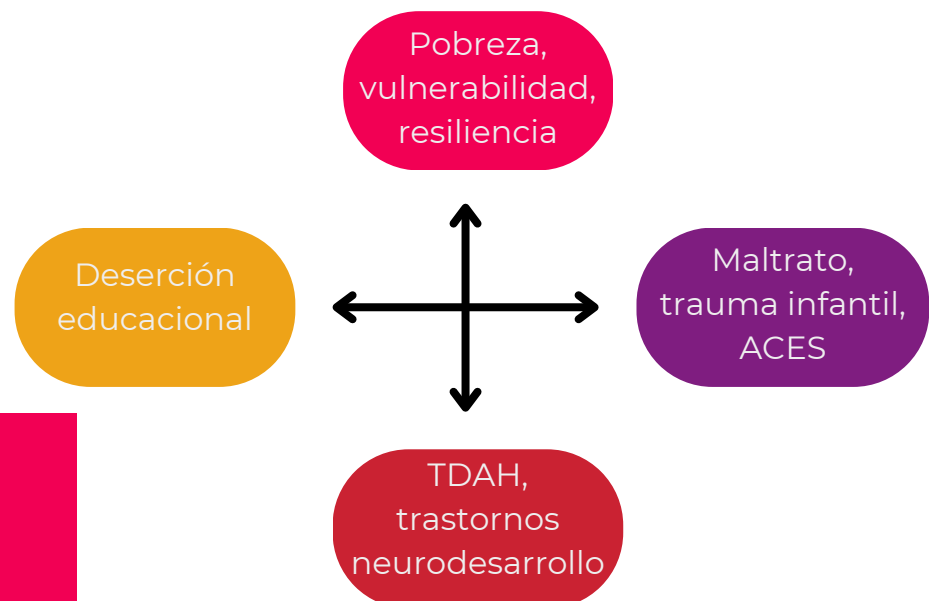 Pobreza,
vulnerabilidad,
resiliencia
Deserción
educacional
Maltrato,
trauma infantil,
ACES
TDAH,
trastornos
neurodesarrollo